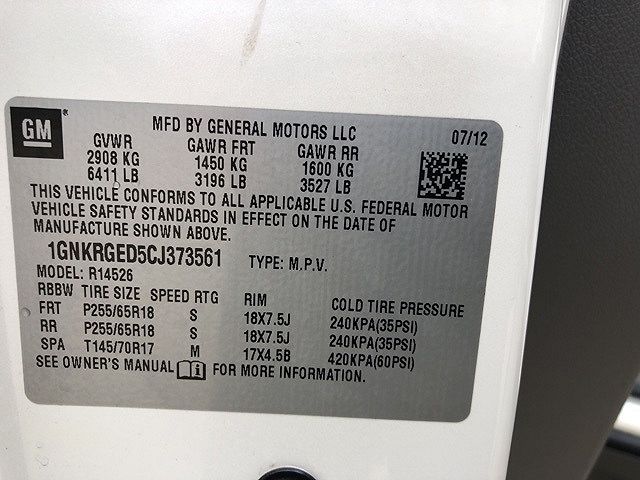 GM
MFD BY GENERAL MOTORS LLC 07/12
GVWR GAWR FRT GAWR RR
2908 KG 1450 KG 1600 KG
6411 LB 3196 LB 3527 LB
THIS VEHICLE CONFORMS TO ALL APPLICABLE U.S. FEDERAL MOTOR
VEHICLE SAFETY STANDARDS IN EFFECT ON THE DATE OF
MANUFACTURE SHOWN ABOVE.
1GNKRGED5CJ373561 TYPE: M.P.V.
MODEL: R14526
RBBW TIRE SIZE SPEED RTG RIM COLD TIRE PRESSURE
FRT P255/65R18 S 18X7.5J 240KPA(35PSI)
RR P255/65R18 S 18X7.5J 240KPA(35PSI)
SPA T145/70R17 M 17X4.5B 420KPA(60PSI)
SEE OWNER'S MANUAL FOR MORE INFORMATION.